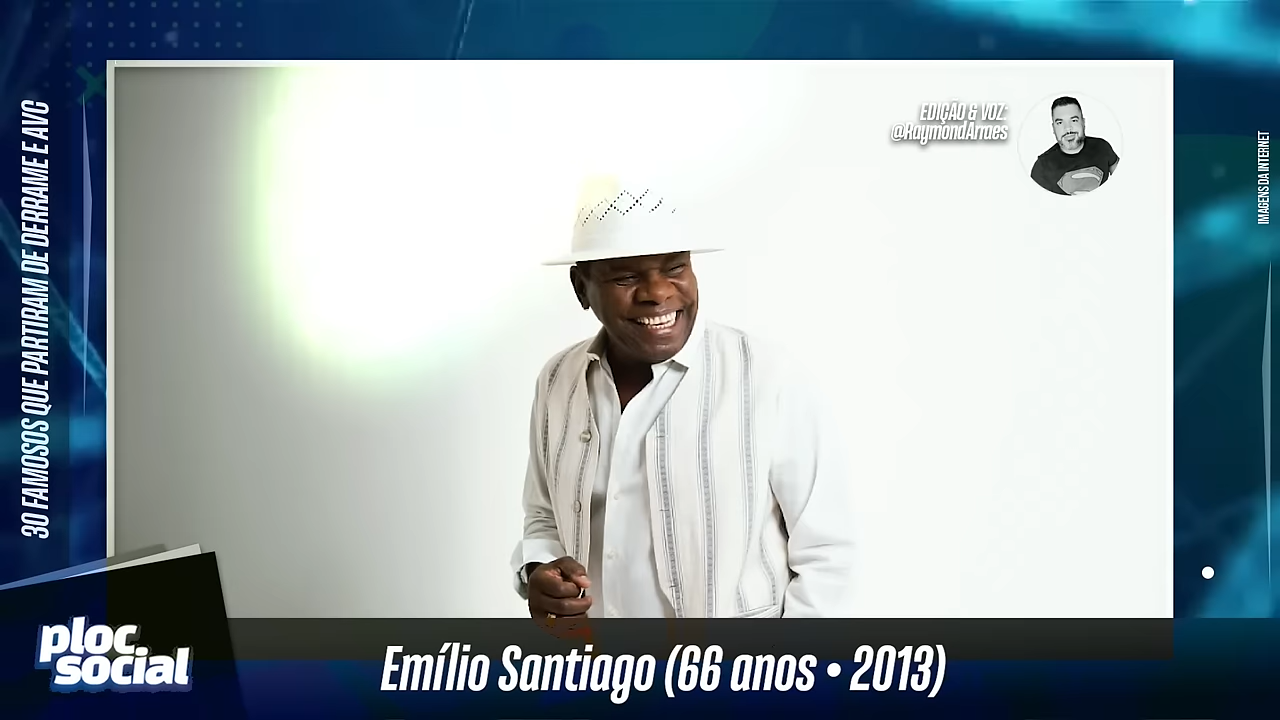 30 FAMOSOS QUE PARTIRAM DE DERRAME E AVC
EDIÇÃO & VOZ:
@RaymondArraes
IMAGENS DA INTERNET
ploc
social
Emílio Santiago (66 anos • 2013)